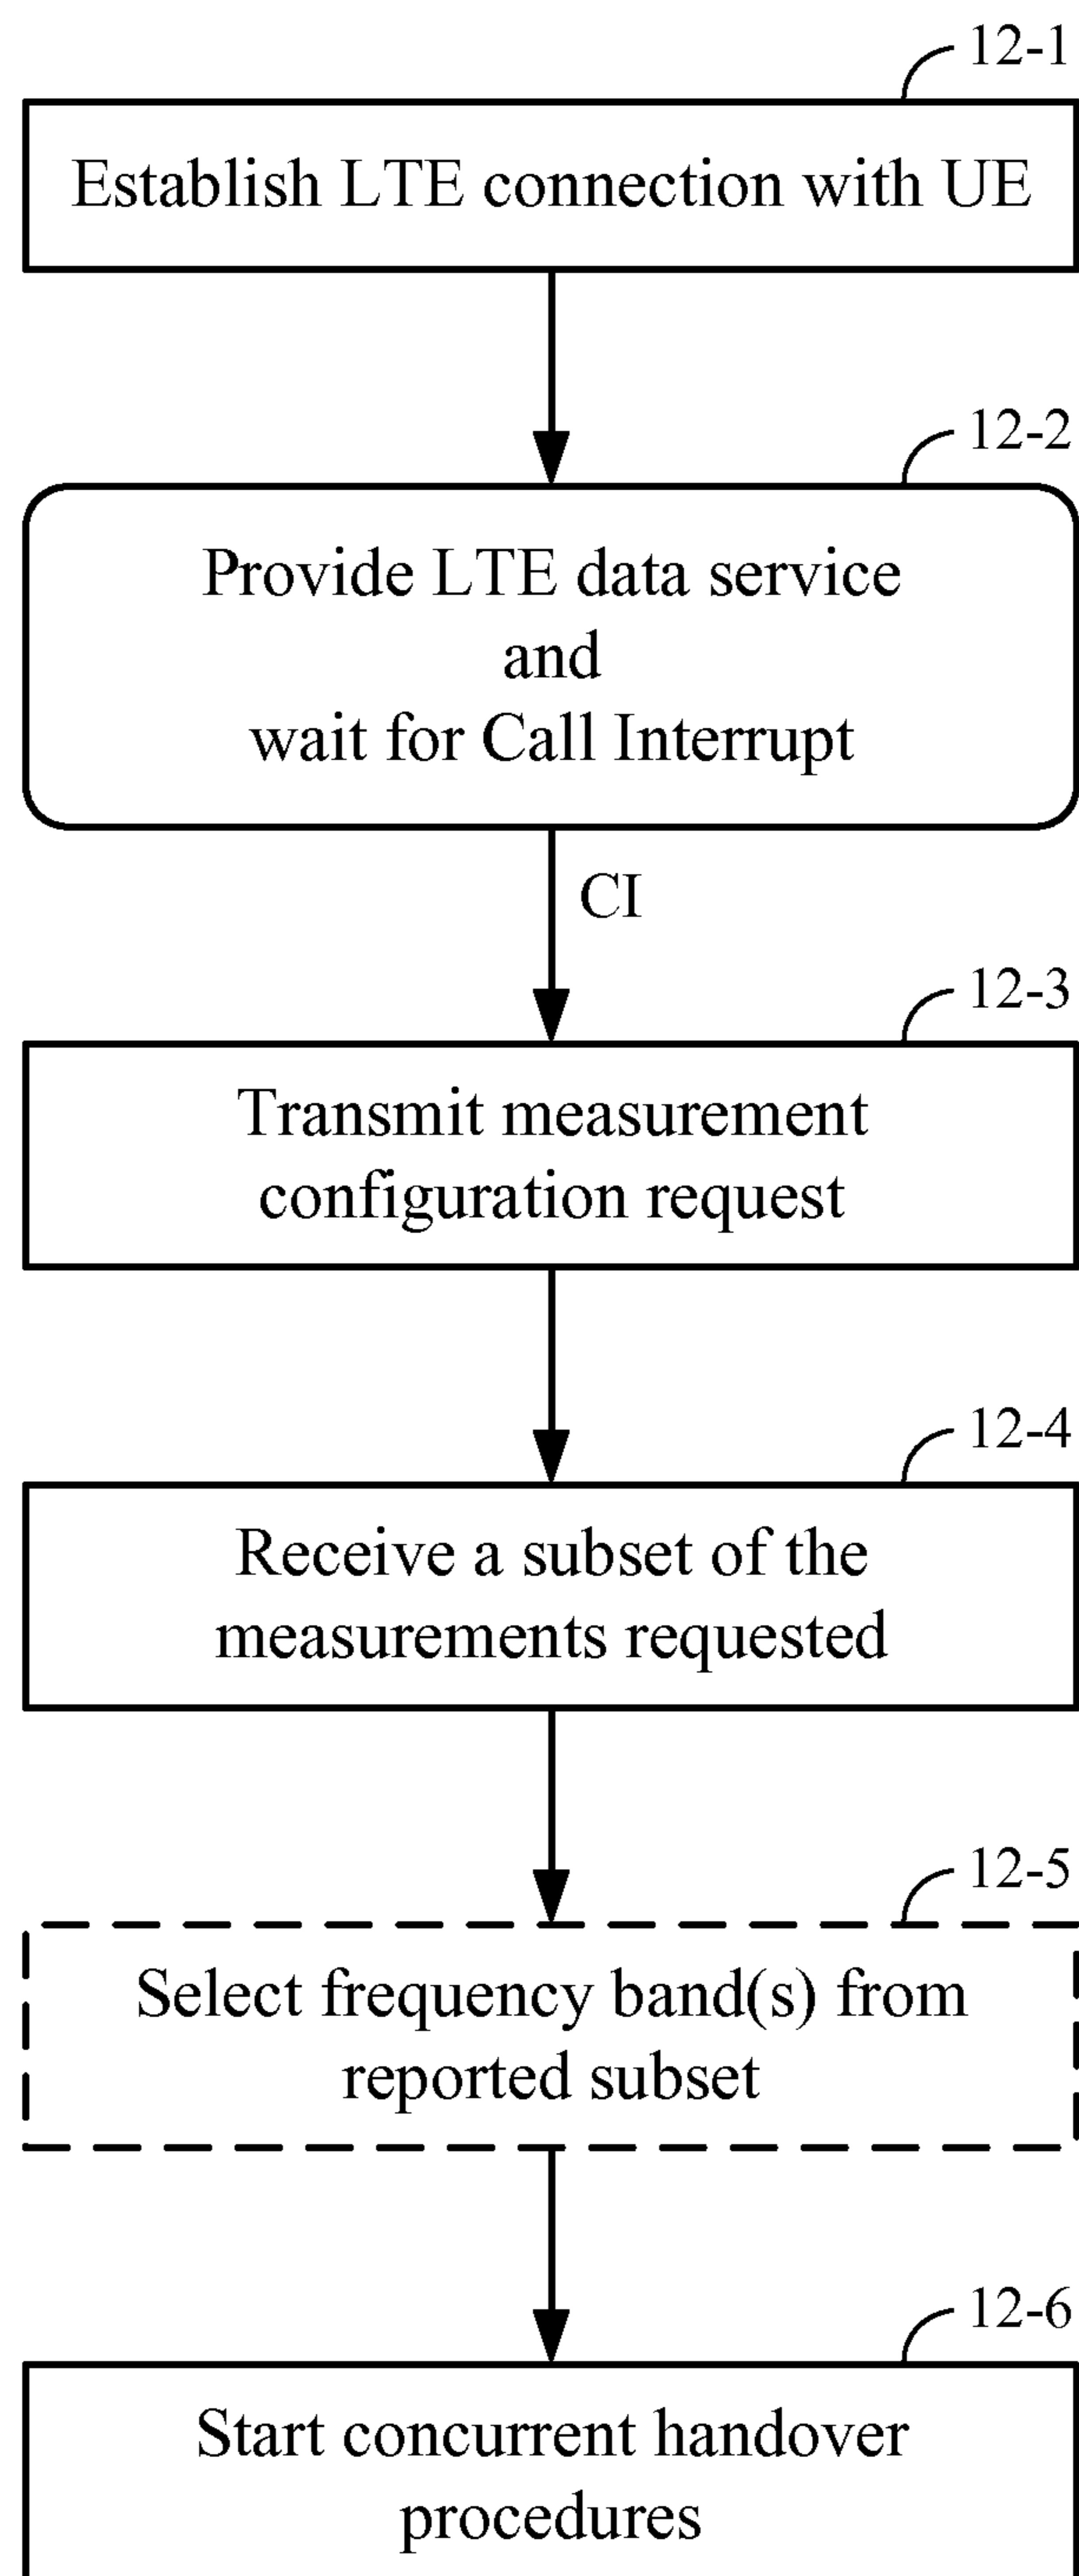 12-1
Establish LTE connection with UE
12-2
Provide LTE data service
and
wait for Call Interrupt
CI
12-3
Transmit measurement
configuration request
12-4
Receive a subset of the
measurements requested
12-5
Select frequency band(s) from
reported subset
12-6
Start concurrent handover
procedures